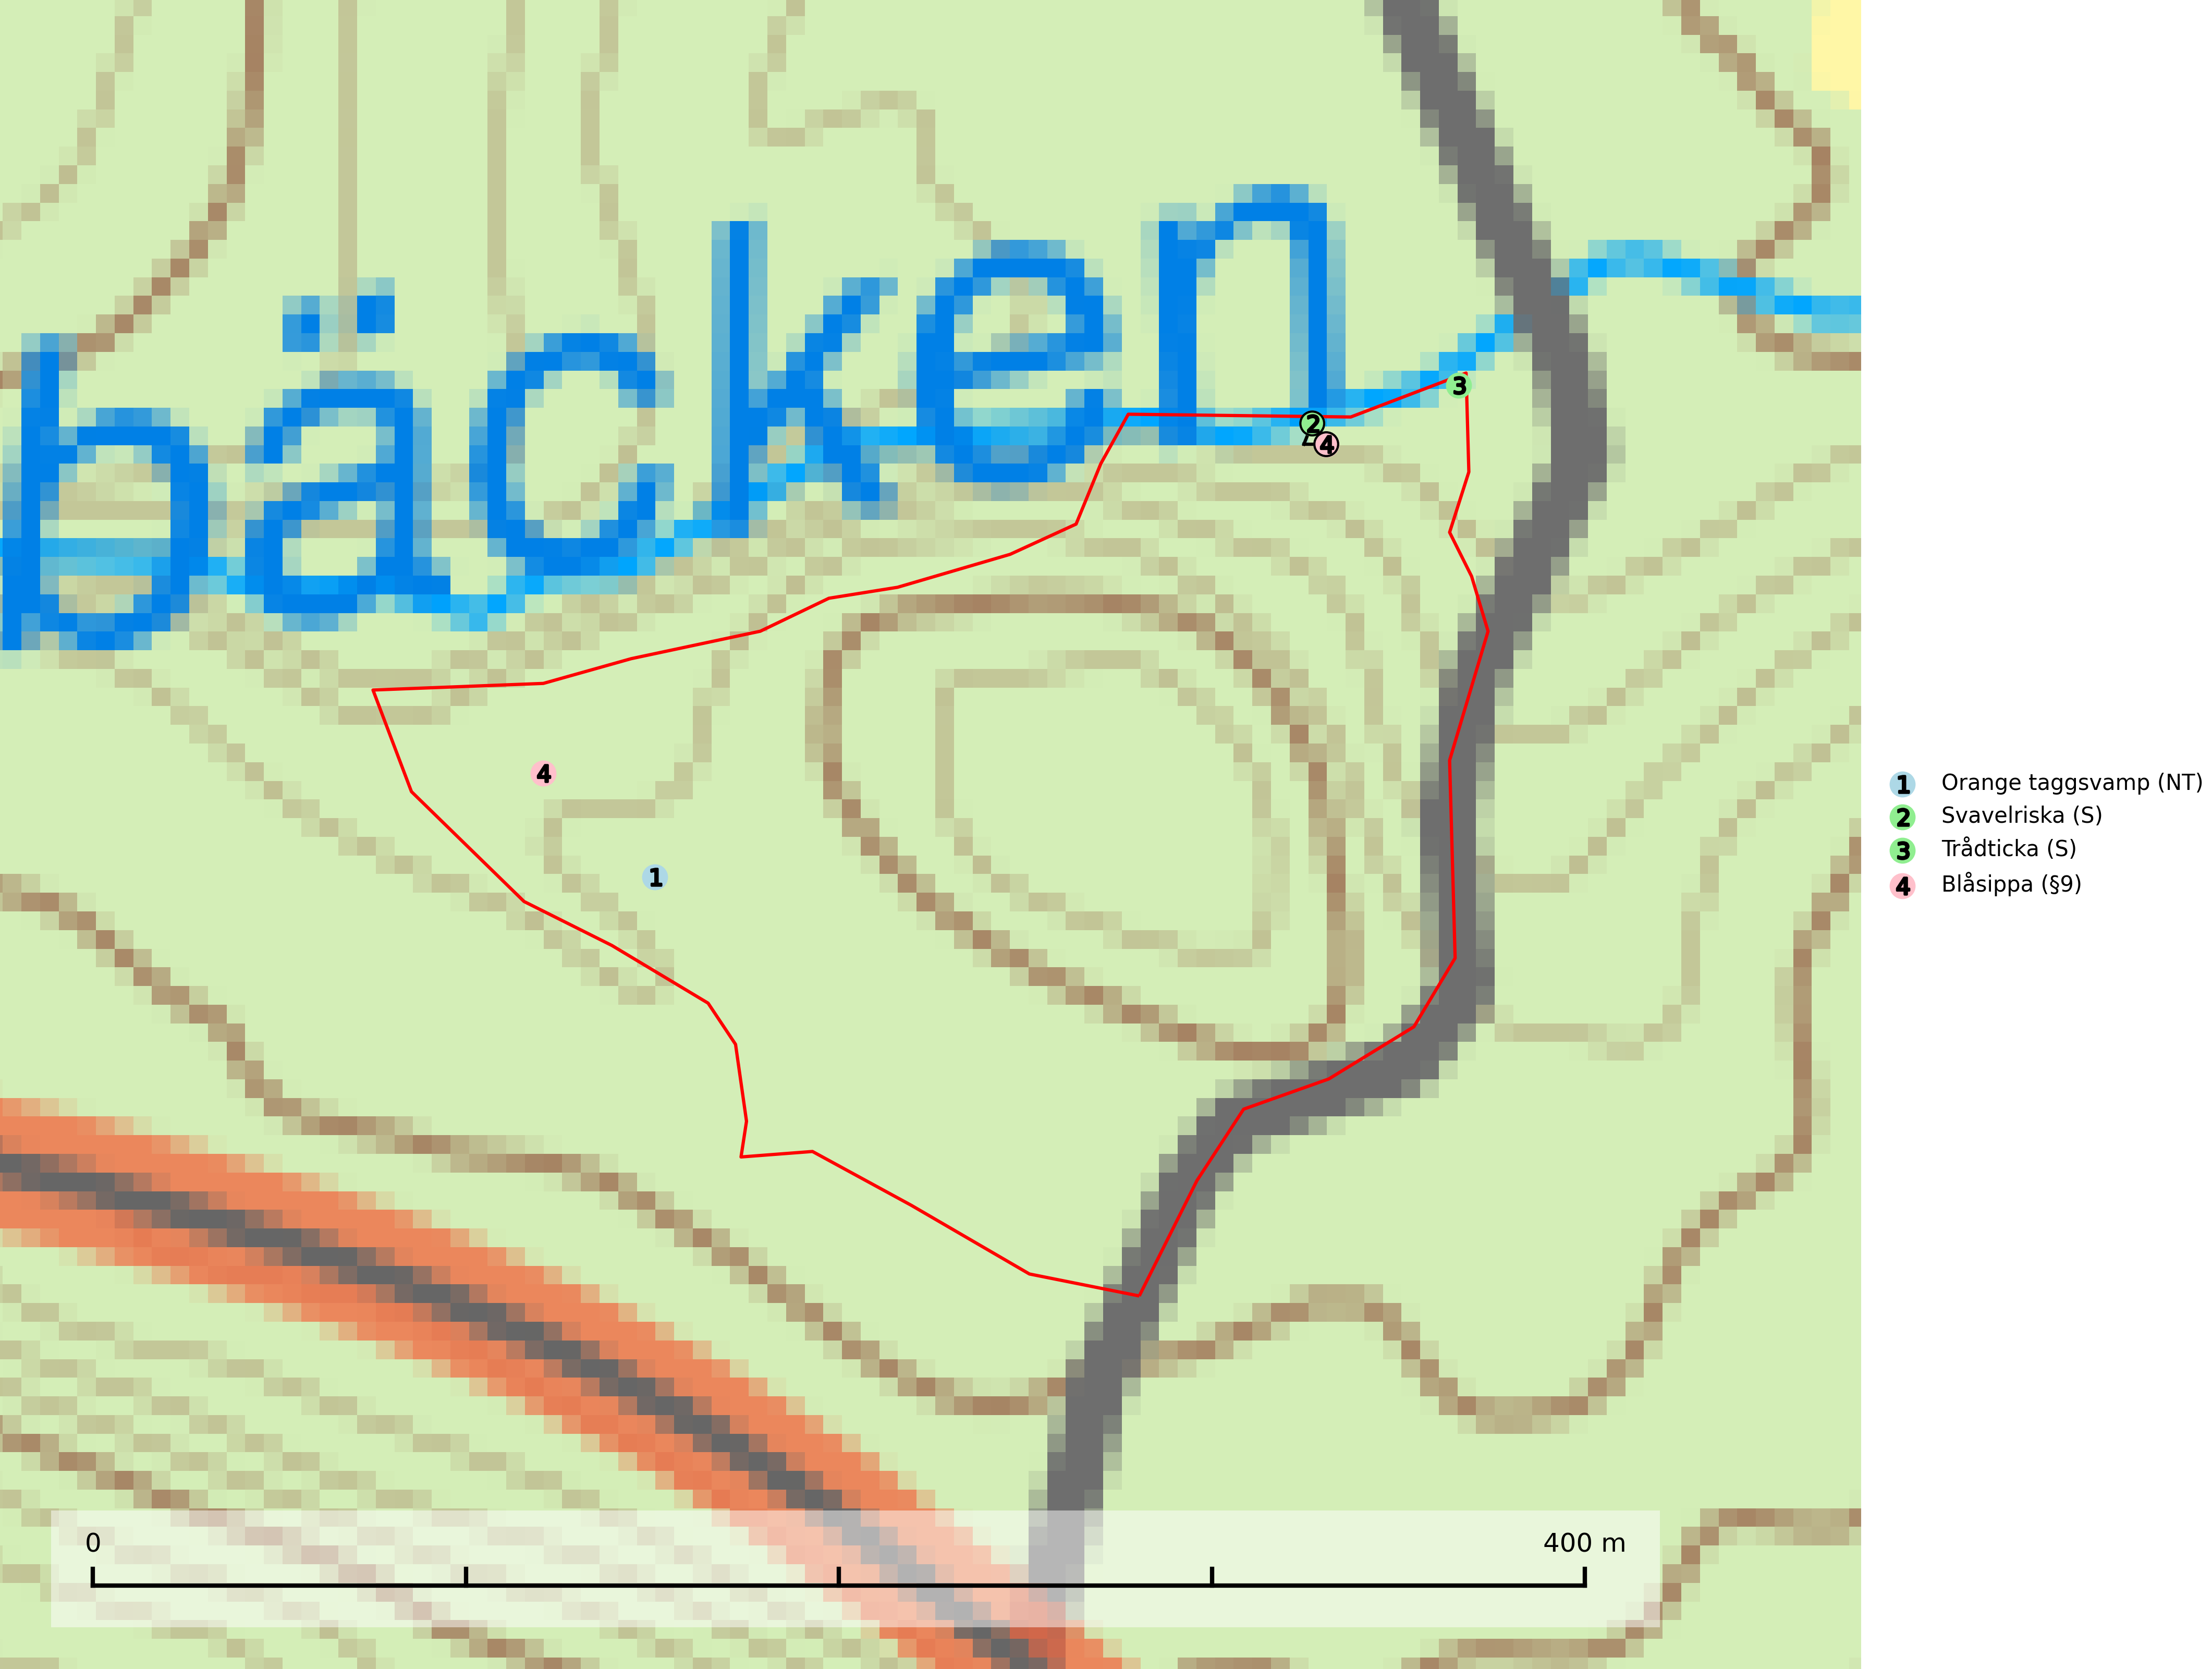 bäcken
3
2
4
4
1
1 Orange taggsvamp (NT)
2 Svavelriska (S)
3 Trådticka (S)
4 Blåsippa (§9)
0 400 m